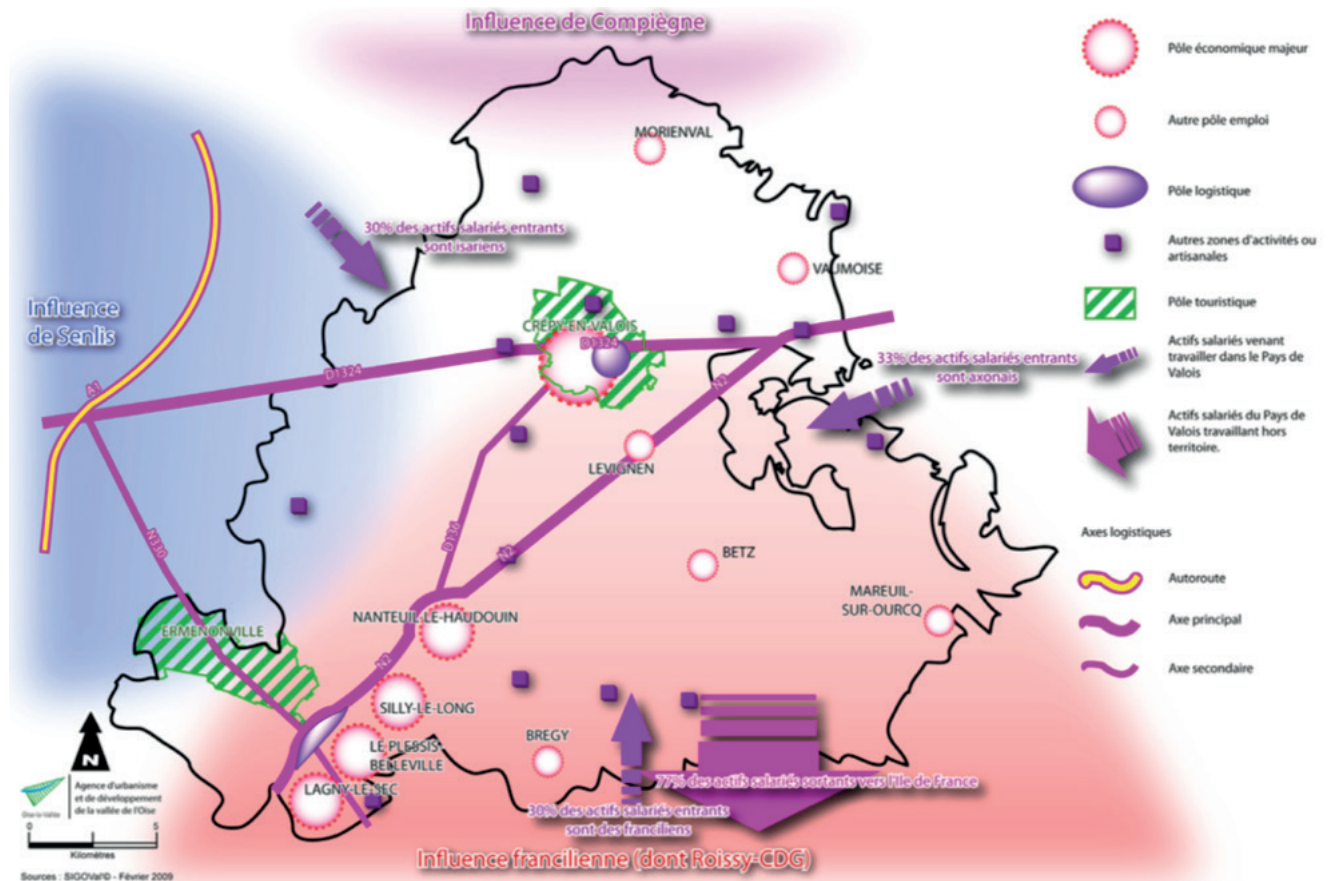 Influence de Compiègne
MORIENVAL
30% des actifs salariés entrants
sont isariens
VAUMOISE
Influence
de Senlis
CRÉPY-EN-VALOIS
D1324
33% des actifs salariés entrants
sont axonais
D1324
A1
N2
LEVIGNEN
N330
D136
N2
BETZ
MAREUIL-
SUR-OURCQ
NANTEUIL-LE-HAUDOUIN
ERMENONVILLE
N2
SILLY-LE-LONG
BREGY
LE PLESSIS-
BELLEVILLE
LAGNY-LE-SEC
77% des actifs salariés sortants vers l'Ile de France
30% des actifs salariés entrants
sont des franciliens
Influence francilienne (dont Roissy-CDG)
Pôle économique majeur
Autre pôle emploi
Pôle logistique
Autres zones d'activités ou
artisanales
Pôle touristique
Actifs salariés venant
travailler dans le Pays de
Valois
Actifs salariés du Pays de
Valois travaillant hors
territoire.
Axes logistiques
Autoroute
Axe principal
Axe secondaire
N
Agence d'urbanisme
et de développement
de la vallée de l'Oise
Oise-la-Vallée
0 5
Kilomètres
Sources : SIGOVal'© - Février 2009